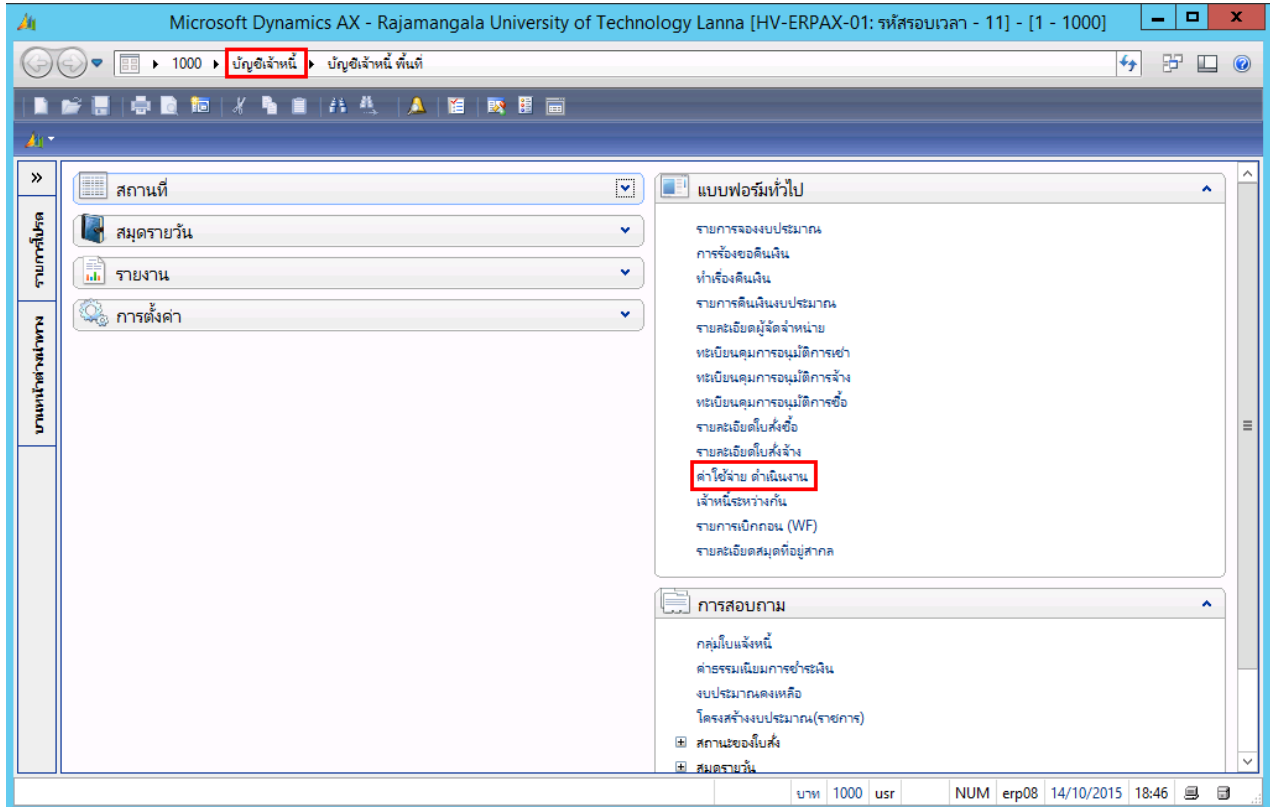 Microsoft Dynamics AX - Rajamangala University of Technology Lanna [HV-ERPAX-01: รหัสรอบเวลา - 11] - [1 - 1000]
1000 บัญชีเจ้าหนี้ บัญชีเจ้าหนี้ พื้นที่
รายการโปรด
บานหน้าต่างนำทาง
สถานที่
สมุดรายวัน
รายงาน
การตั้งค่า
แบบฟอร์มทั่วไป
รายการจองงบประมาณ
การร้องขอคืนเงิน
ทำเรื่องคืนเงิน
รายการคืนเงินงบประมาณ
รายละเอียดผู้จัดจำหน่าย
ทะเบียนคุมการอนุมัติการเช่า
ทะเบียนคุมการอนุมัติการจ้าง
ทะเบียนคุมการอนุมัติการซื้อ
รายละเอียดใบสั่งซื้อ
รายละเอียดใบสั่งจ้าง
ค่าใช้จ่าย ดำเนินงาน
เจ้าหนี้ระหว่างกัน
รายการเบิกถอน (WF)
รายละเอียดสมุดที่อยู่สากล
การสอบถาม
กลุ่มใบแจ้งหนี้
ค่าธรรมเนียมการชำระเงิน
งบประมาณคงเหลือ
โครงสร้างงบประมาณ(ราชการ)
สถานะของใบสั่ง
สมุดรายวัน
บาท 1000 usr NUM erp08 14/10/2015 18:46